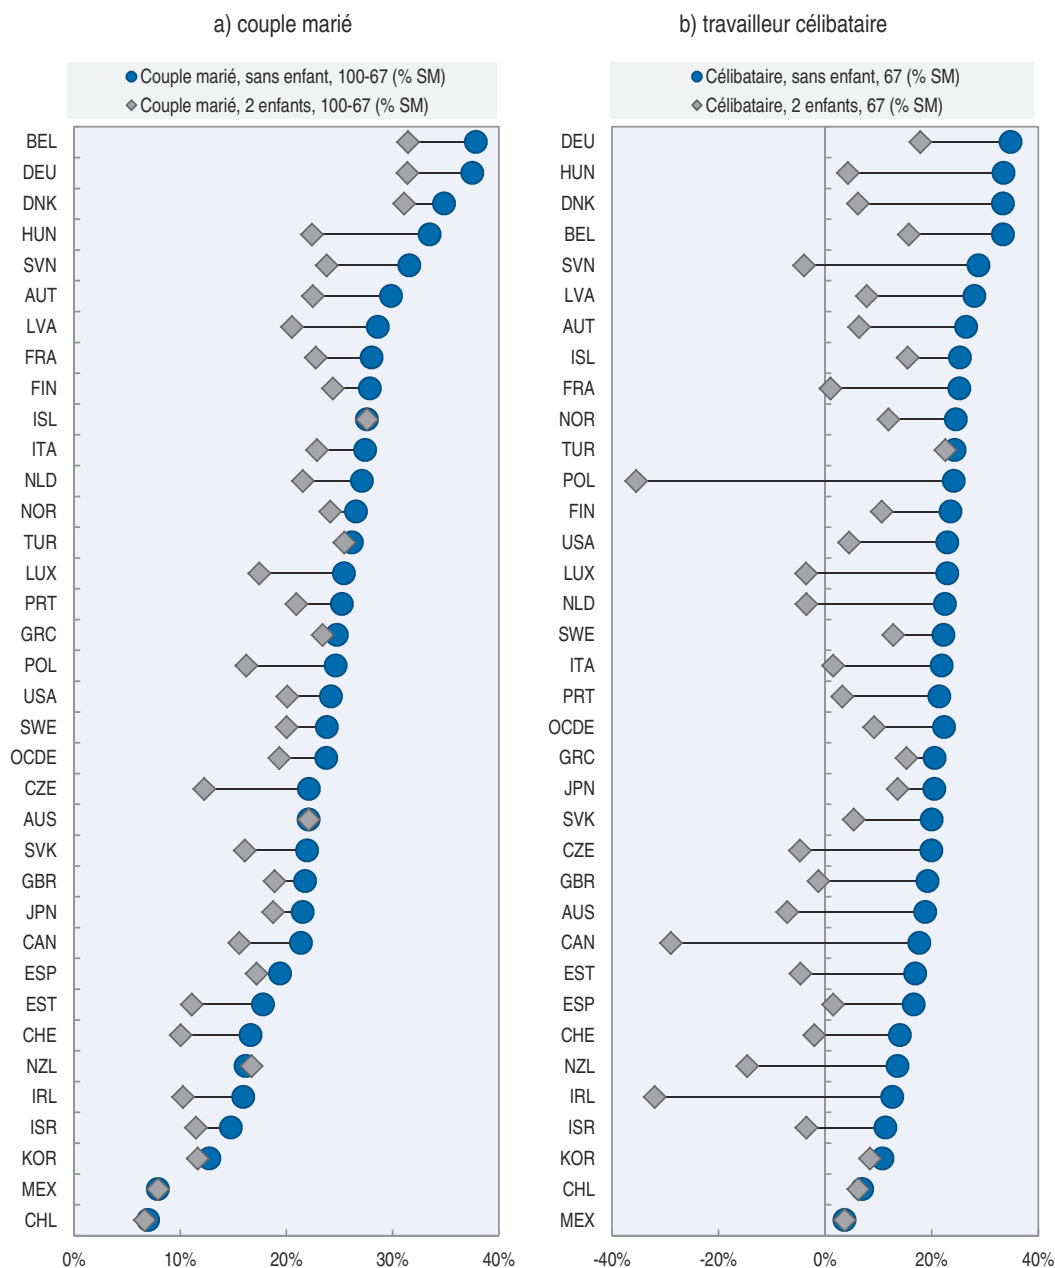 a) couple marié
Couple marié, sans enfant, 100-67 (% SM)
Couple marié, 2 enfants, 100-67 (% SM)
BEL
DEU
DNK
HUN
SVN
AUT
LVA
FRA
FIN
ISL
ITA
NLD
NOR
TUR
LUX
PRT
GRC
POL
USA
SWE
OCDE
CZE
AUS
SVK
GBR
JPN
CAN
ESP
EST
CHE
NZL
IRL
ISR
KOR
MEX
CHL
0% 10% 20% 30% 40%
b) travailleur célibataire
Célibataire, sans enfant, 67 (% SM)
Célibataire, 2 enfants, 67 (% SM)
DEU
HUN
DNK
BEL
SVN
LVA
AUT
ISL
FRA
NOR
TUR
POL
FIN
USA
LUX
NLD
SWE
ITA
PRT
OCDE
GRC
JPN
SVK
CZE
GBR
AUS
CAN
EST
ESP
CHE
NZL
IRL
ISR
KOR
CHL
MEX
-40% -20% 0% 20% 40%